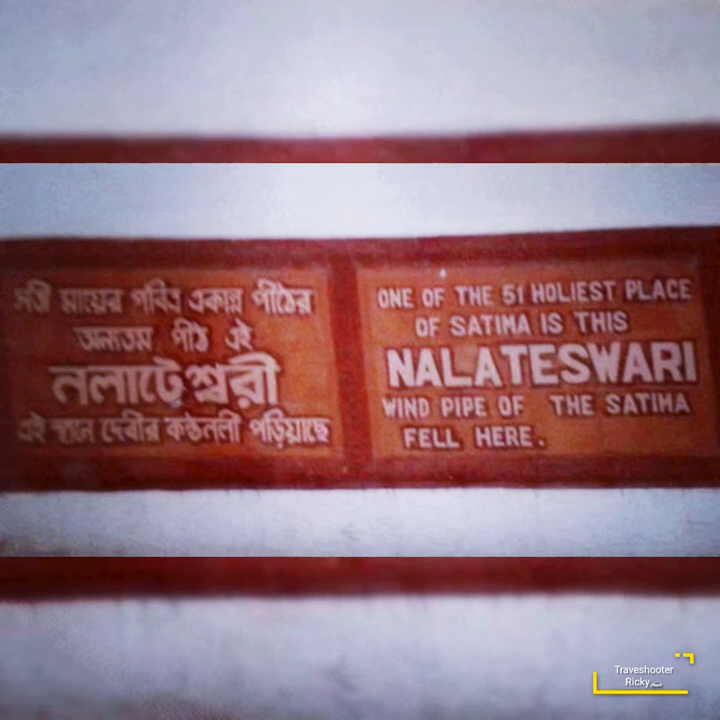 সতী মায়ের পবিত্র একান্ন পীঠের
অন্যতম পীঠ এই
নলাটেশ্বরী
এই স্থানে দেবীর কন্ঠনলী পড়িয়াছে
ONE OF THE 51 HOLIEST PLACE
OF SATIMA IS THIS
NALATESWARI
WIND PIPE OF THE SATIMA
FELL HERE.
Traveshooter
Ricky